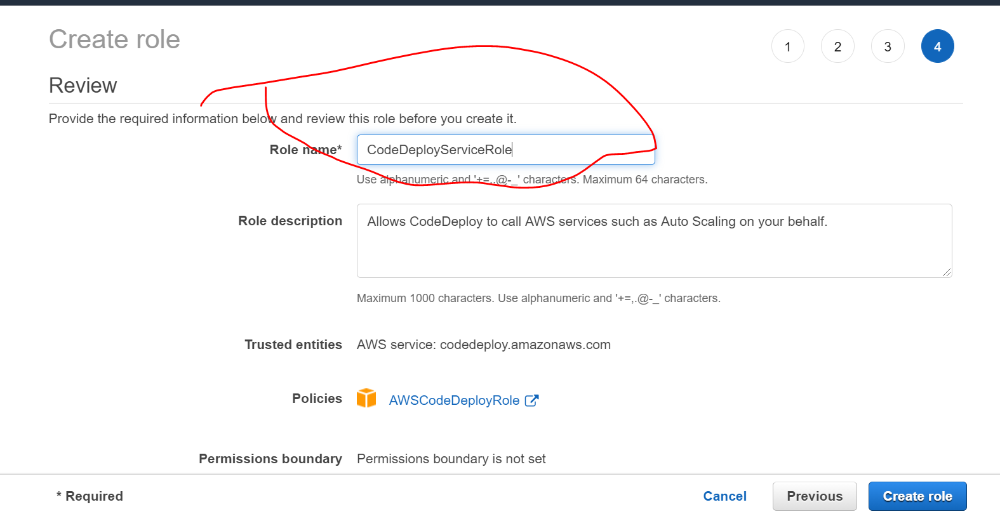 Create role
1 2 3 4
Review
Provide the required information below and review this role before you create it.
Role name* CodeDeployServiceRole
Use alphanumeric and '+=,.@-_' characters. Maximum 64 characters.
Role description Allows CodeDeploy to call AWS services such as Auto Scaling on your behalf.
Maximum 1000 characters. Use alphanumeric and '+=,.@-_' characters.
Trusted entities AWS service: codedeploy.amazonaws.com
Policies AWSCodeDeployRole
Permissions boundary Permissions boundary is not set
* Required Cancel Previous Create role